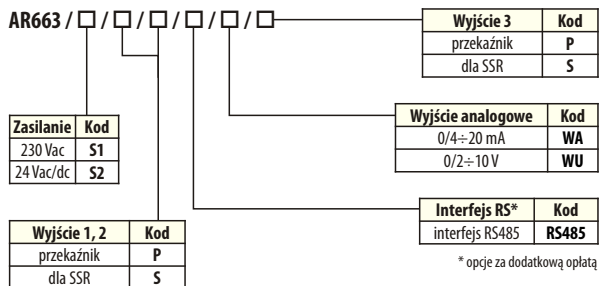 AR663 / □ / □ / □ / □ / □ / □
Wyjście 3 Kod
przekaźnik P
dla SSR S
Wyjście analogowe Kod
0/4÷20 mA WA
0/2÷10 V WU
Zasilanie Kod
230 Vac S1
24 Vac/dc S2
Interfejs RS* Kod
interfejs RS485 RS485
* opcje za dodatkową opłatą
Wyjście 1, 2 Kod
przekaźnik P
dla SSR S